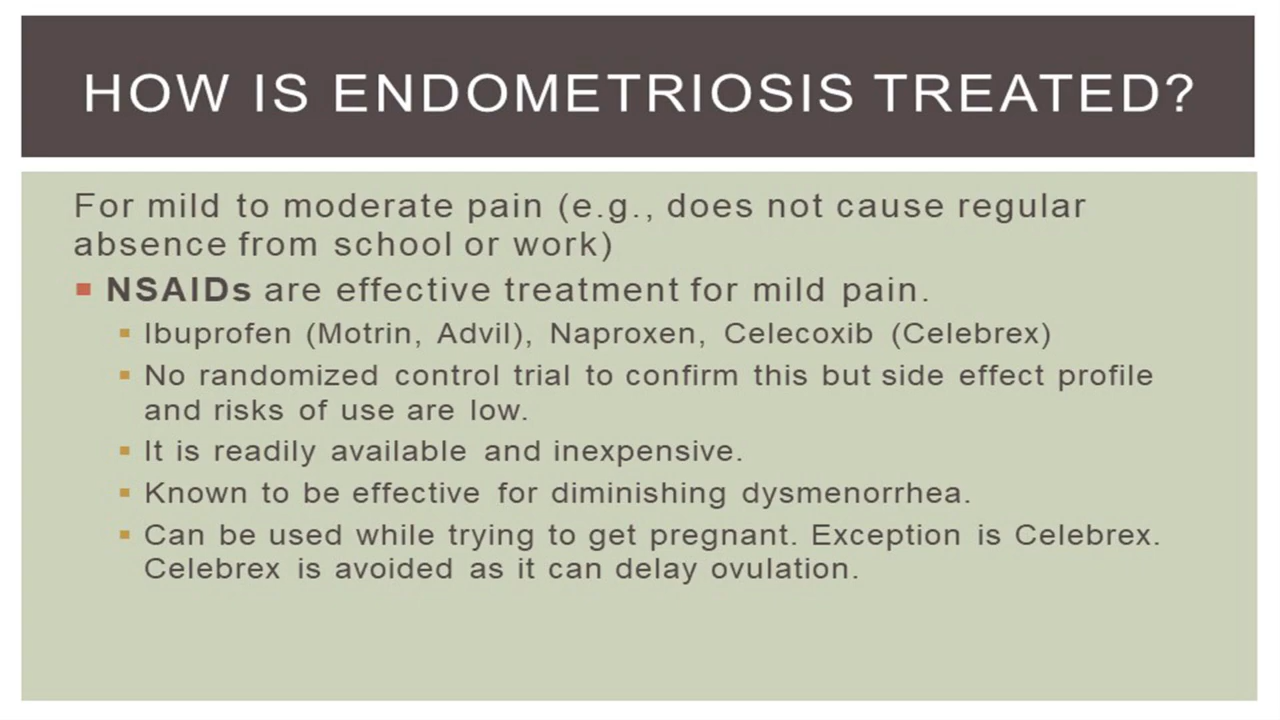 HOW IS ENDOMETRIOSIS TREATED?
For mild to moderate pain (e.g., does not cause regular
absence from school or work)
NSAIDs are effective treatment for mild pain.
Ibuprofen (Motrin, Advil), Naproxen, Celecoxib (Celebrex)
No randomized control trial to confirm this but side effect profile
and risks of use are low.
It is readily available and inexpensive.
Known to be effective for diminishing dysmenorrhea.
Can be used while trying to get pregnant. Exception is Celebrex.
Celebrex is avoided as it can delay ovulation.